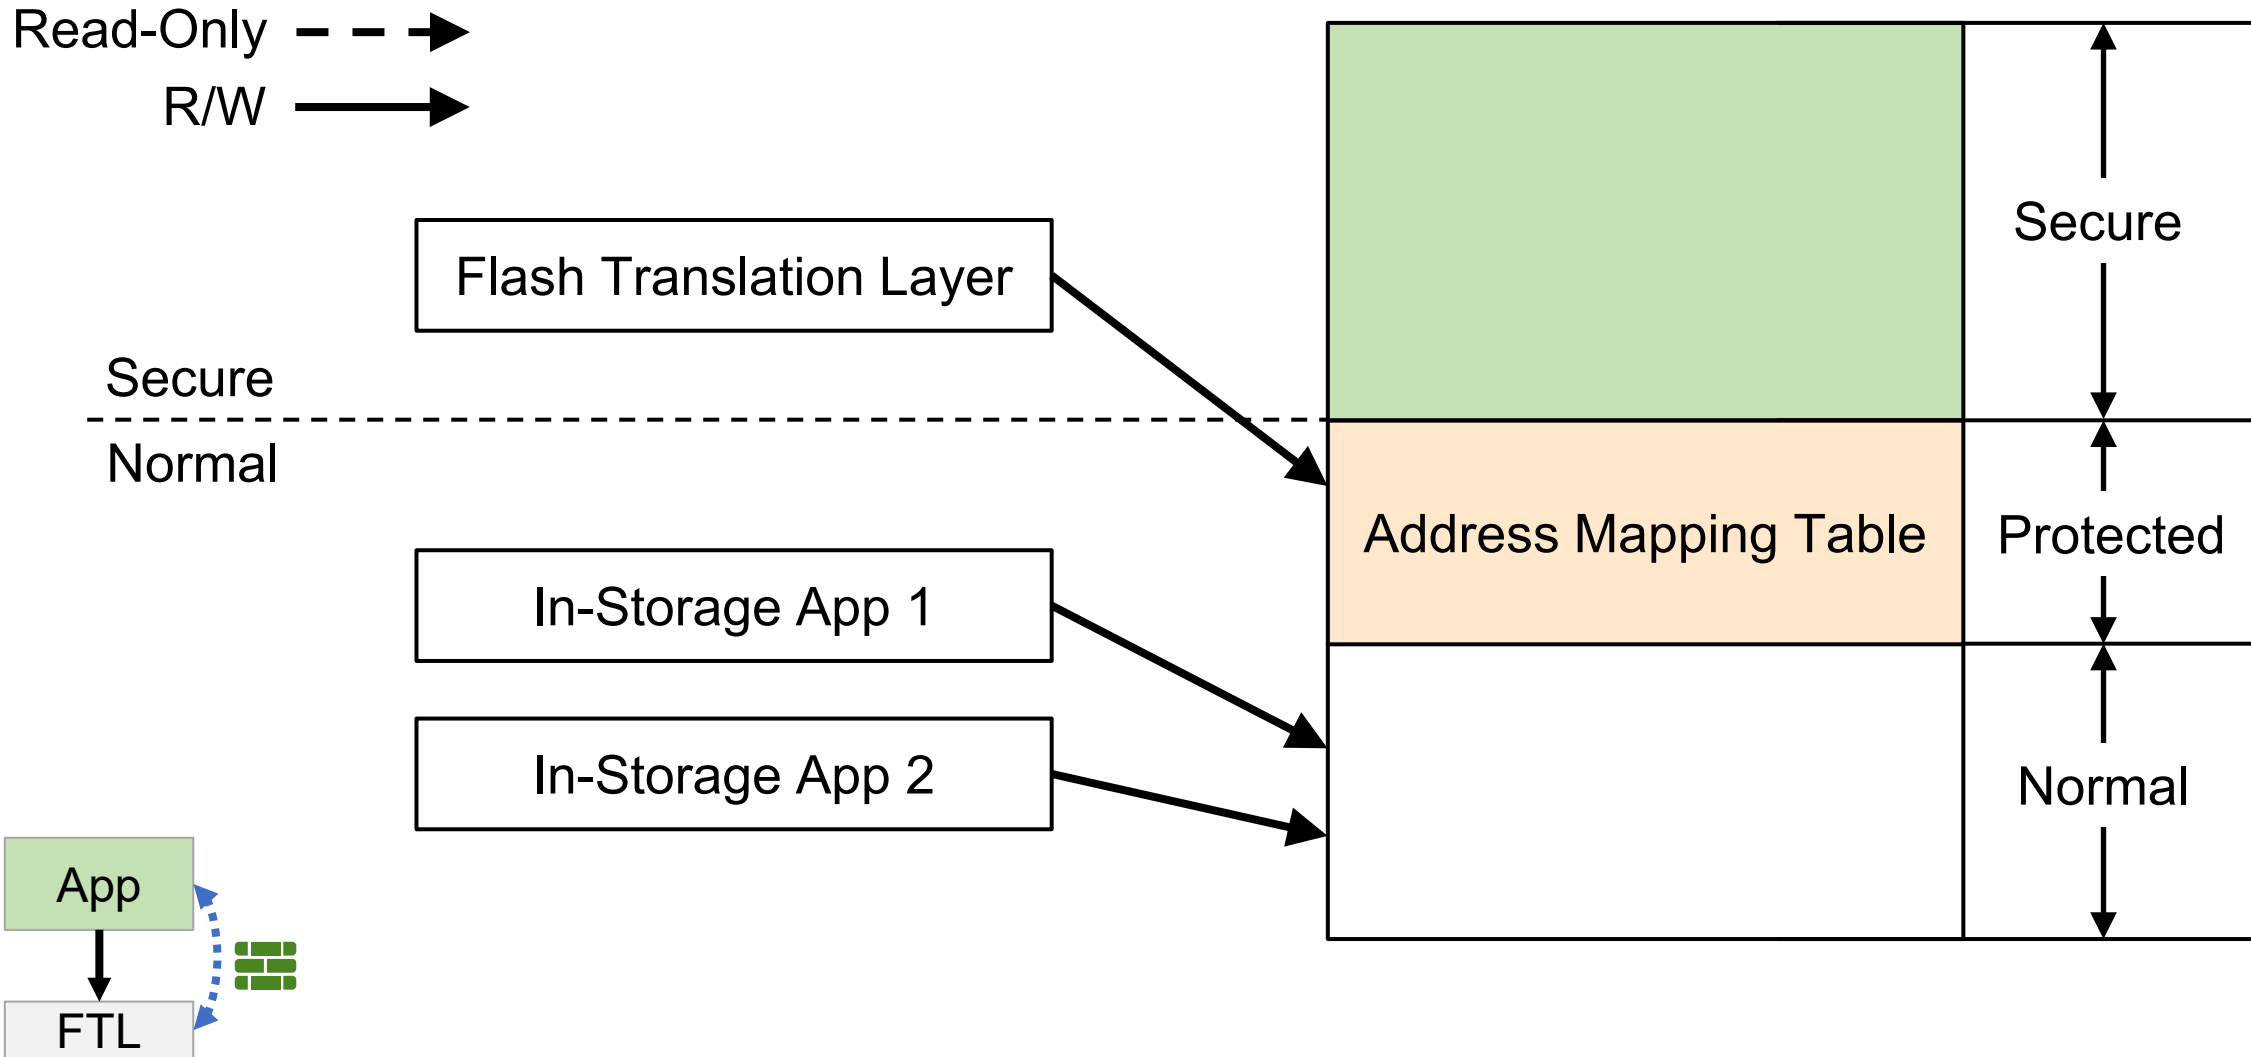 Read-Only
R/W
Secure
Flash Translation Layer
Secure
Normal
Address Mapping Table
Protected
In-Storage App 1
In-Storage App 2
Normal
App
FTL